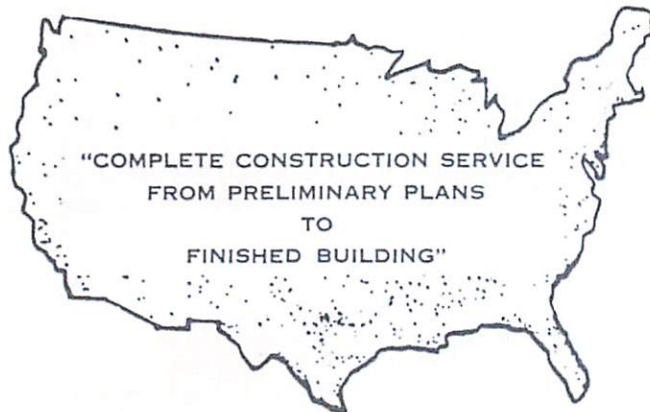 "COMPLETE CONSTRUCTION SERVICE
FROM PRELIMINARY PLANS
TO
FINISHED BUILDING"